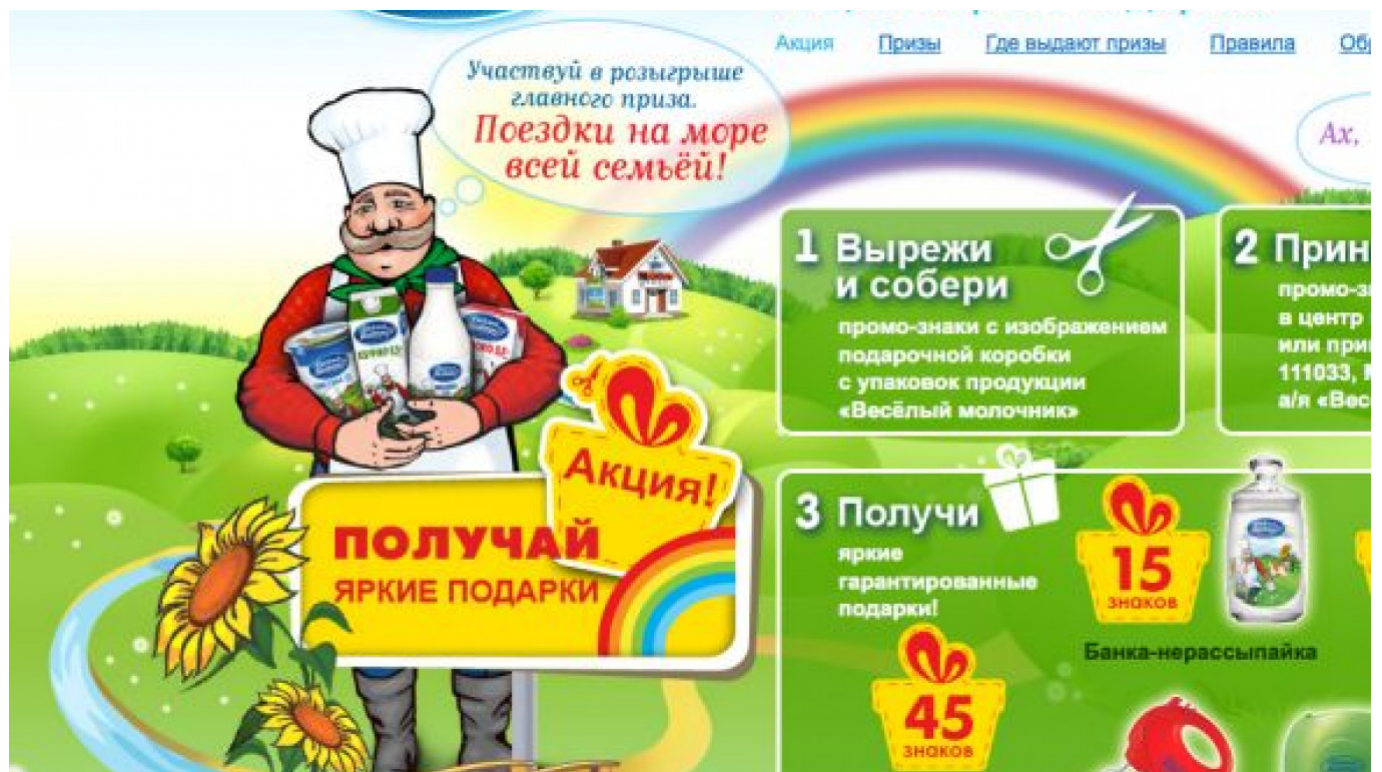 Акция Призы Где выдают призы Правила
Участвуй в розыгрыше
главного приза.
Поездки на море
всей семьёй!
Ах,
1 Вырежи
и собери
промо-знаки с изображением
подарочной коробки
с упаковок продукции
«Весёлый молочник»
2 Прин
промо-з
в центр
или при
111033,
а/я «Вес
Акция!
ПОЛУЧАЙ
ЯРКИЕ ПОДАРКИ
3 Получи
яркие
гарантированные
подарки!
15
знаков
Банка-нерассыпайка
45
знаков